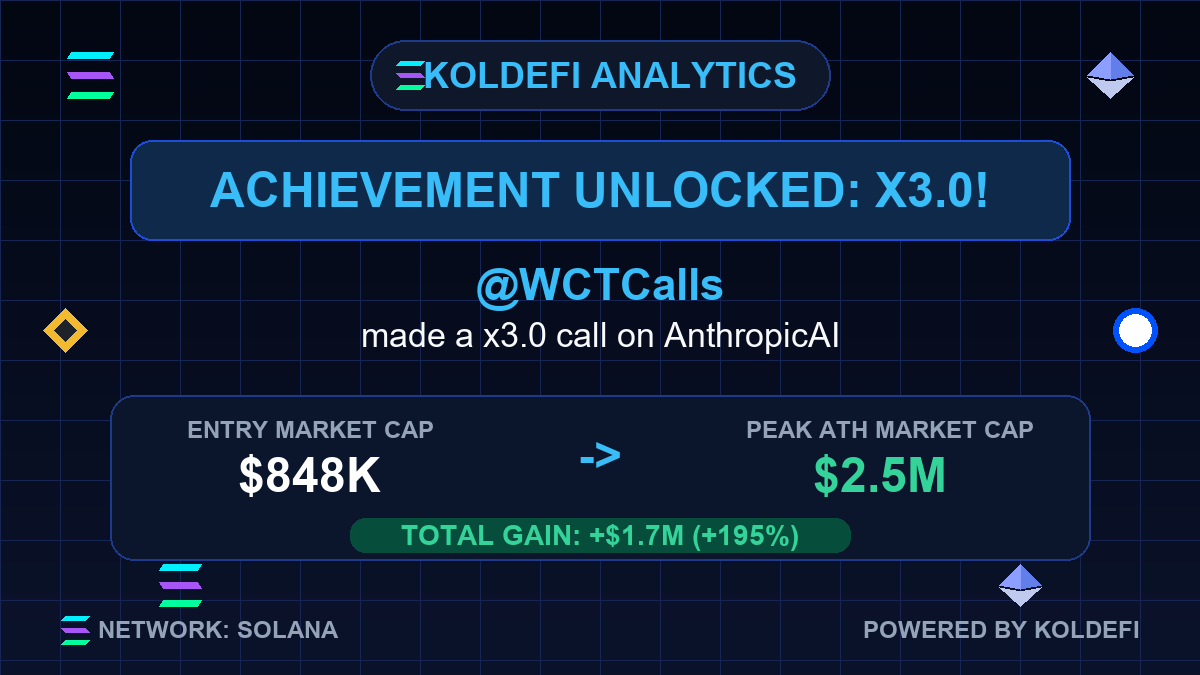 KOLDEFI ANALYTICS
ACHIEVEMENT UNLOCKED: X3.0!
@WCTCalls
made a x3.0 call on AnthropicAI
ENTRY MARKET CAP
$848K
->
PEAK ATH MARKET CAP
$2.5M
TOTAL GAIN: +$1.7M (+195%)
NETWORK: SOLANA
POWERED BY KOLDEFI